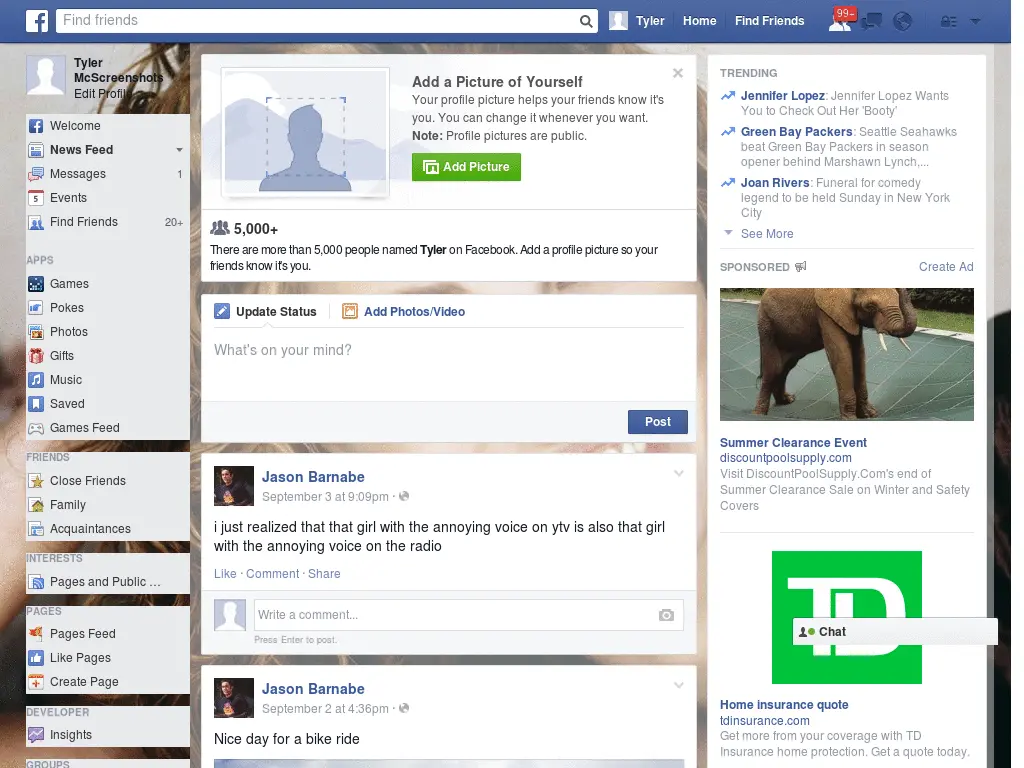 Find friends
Tyler
Home
Find Friends
99+
Tyler
McScreenshots
Edit Profile
Welcome
News Feed
Messages 1
Events
Find Friends 20+
APPS
Games
Pokes
Photos
Gifts
Music
Saved
Games Feed
FRIENDS
Close Friends
Family
Acquaintances
INTERESTS
Pages and Public ...
PAGES
Pages Feed
Like Pages
Create Page
DEVELOPER
Insights
GROUPS
Add a Picture of Yourself
Your profile picture helps your friends know it's
you. You can change it whenever you want.
Note: Profile pictures are public.
Add Picture
5,000+
There are more than 5,000 people named Tyler on Facebook. Add a profile picture so your
friends know it's you.
Update Status
Add Photos/Video
What's on your mind?
Post
Jason Barnabe
September 3 at 9:09pm ·
i just realized that that girl with the annoying voice on ytv is also that girl
with the annoying voice on the radio
Like · Comment · Share
Write a comment...
Press Enter to post.
Jason Barnabe
September 2 at 4:36pm ·
Nice day for a bike ride
TRENDING
Jennifer Lopez: Jennifer Lopez Wants
You to Check Out Her 'Booty'
Green Bay Packers: Seattle Seahawks
beat Green Bay Packers in season
opener behind Marshawn Lynch,...
Joan Rivers: Funeral for comedy
legend to be held Sunday in New York
City
See More
SPONSORED
Create Ad
Summer Clearance Event
discountpoolsupply.com
Visit DiscountPoolSupply.Com's end of
Summer Clearance Sale on Winter and Safety
Covers
TD
Chat
Home insurance quote
tdinsurance.com
Get more from your coverage with TD
Insurance home protection. Get a quote today.